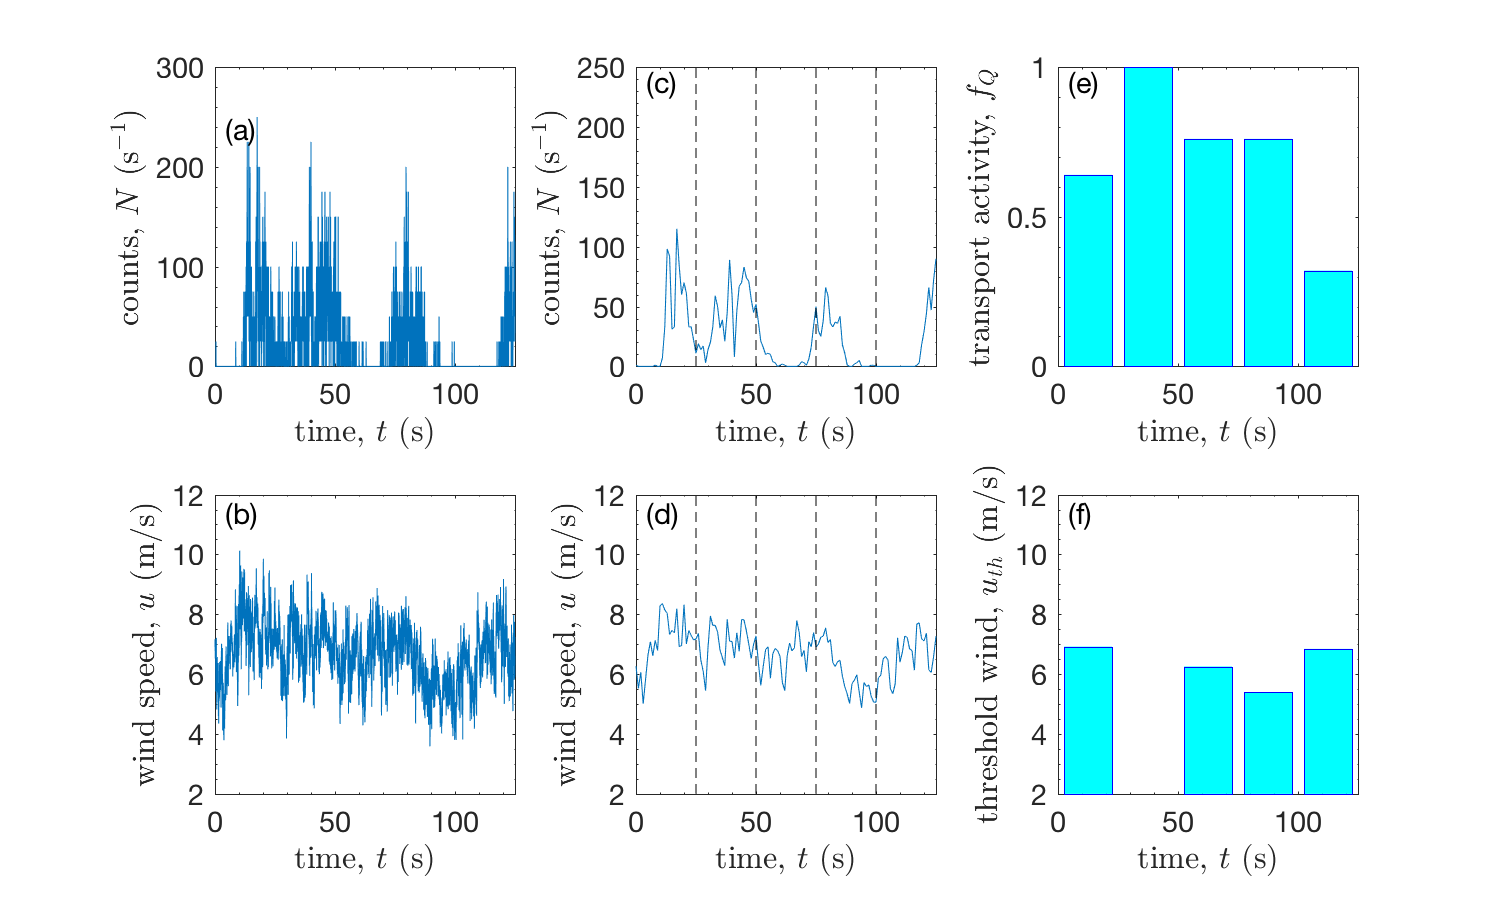 (a)
300
200
100
0
0 50 100
counts, N (s⁻¹)
time, t (s)
(c)
250
200
150
100
50
0
0 50 100
counts, N (s⁻¹)
time, t (s)
(e)
1
0.5
0
0 50 100
transport activity, f_Q
time, t (s)
(b)
12
10
8
6
4
2
0 50 100
wind speed, u (m/s)
time, t (s)
(d)
12
10
8
6
4
2
0 50 100
wind speed, u (m/s)
time, t (s)
(f)
12
10
8
6
4
2
0 50 100
threshold wind, u_th (m/s)
time, t (s)